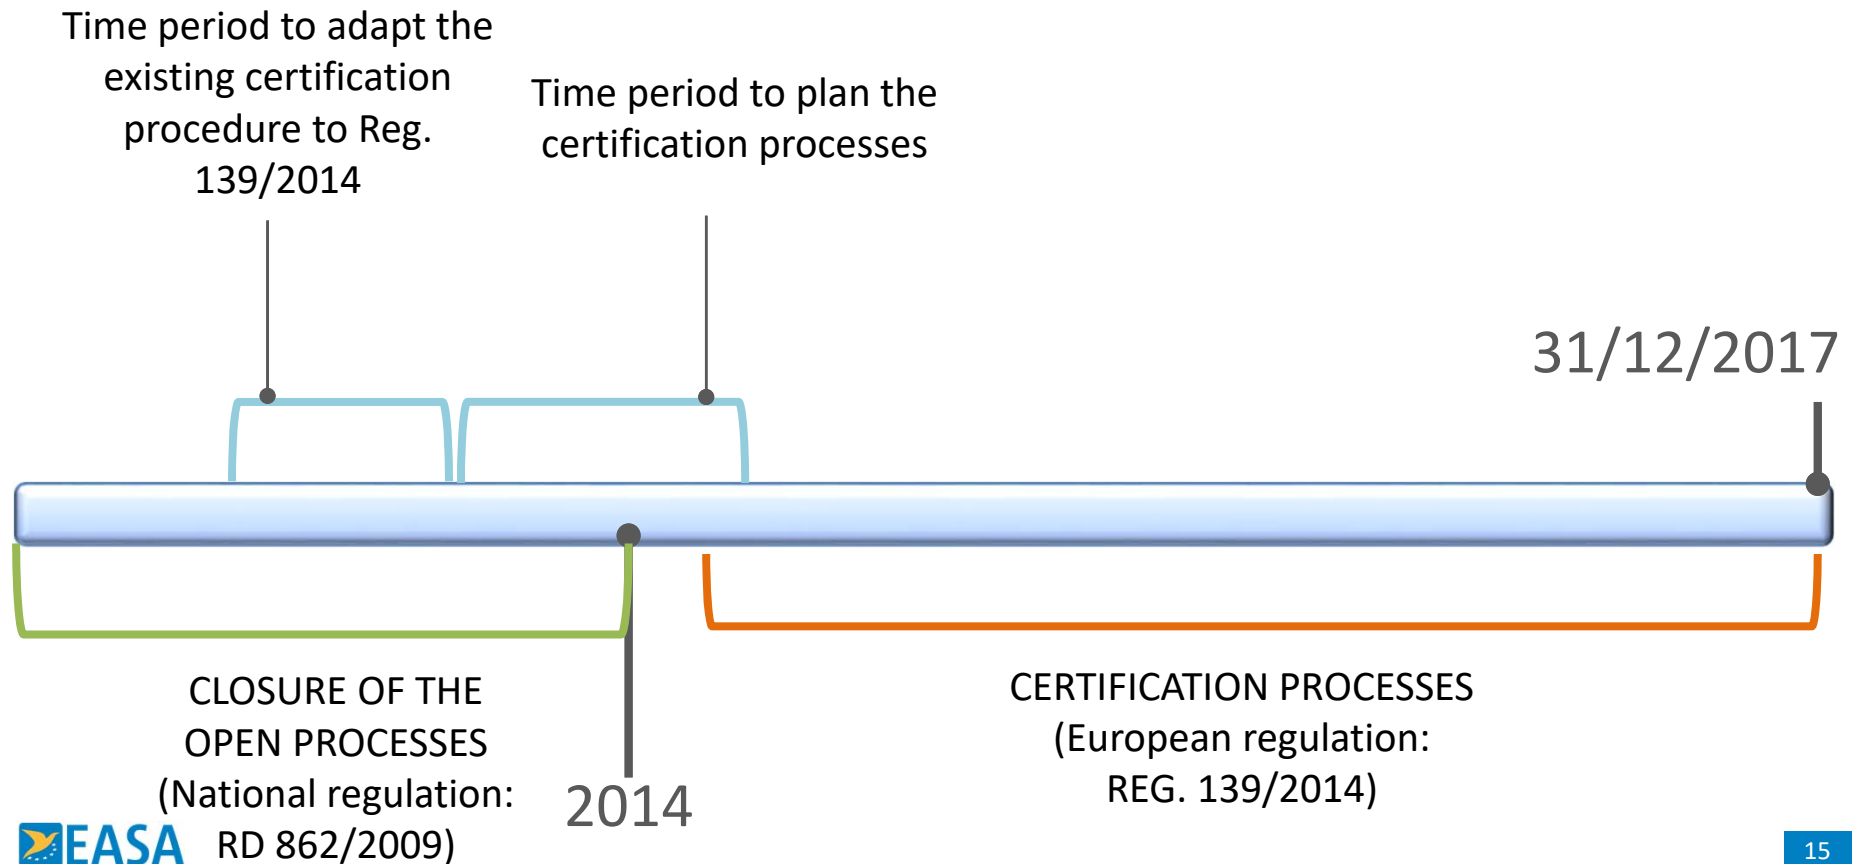 Time period to adapt the
existing certification
procedure to Reg.
139/2014
Time period to plan the
certification processes
31/12/2017
CLOSURE OF THE
OPEN PROCESSES
(National regulation:
RD 862/2009)
2014
CERTIFICATION PROCESSES
(European regulation:
REG. 139/2014)
EASA
15